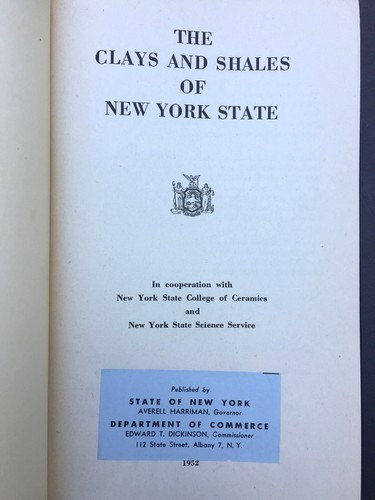 THE
CLAYS AND SHALES
OF
NEW YORK STATE
In cooperation with
New York State College of Ceramics
and
New York State Science Service
Published by
STATE OF NEW YORK
AVERELL HARRIMAN, Governor
DEPARTMENT OF COMMERCE
EDWARD T. DICKINSON, Commissioner
112 State Street, Albany 7, N. Y.
1952